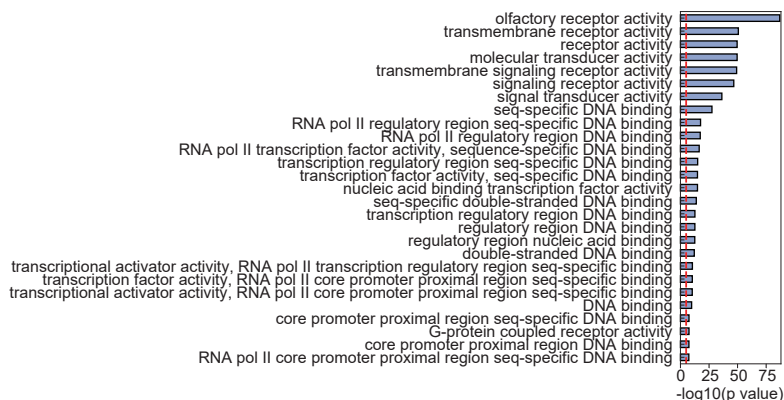 olfactory receptor activity
transmembrane receptor activity
receptor activity
molecular transducer activity
transmembrane signaling receptor activity
signaling receptor activity
signal transducer activity
seq-specific DNA binding
RNA pol II regulatory region seq-specific DNA binding
RNA pol II regulatory region DNA binding
RNA pol II transcription factor activity, sequence-specific DNA binding
transcription regulatory region seq-specific DNA binding
transcription factor activity, seq-specific DNA binding
nucleic acid binding transcription factor activity
seq-specific double-stranded DNA binding
transcription regulatory region DNA binding
regulatory region DNA binding
regulatory region nucleic acid binding
double-stranded DNA binding
transcriptional activator activity, RNA pol II transcription regulatory region seq-specific binding
transcription factor activity, RNA pol II core promoter proximal region seq-specific binding
transcriptional activator activity, RNA pol II core promoter proximal region seq-specific binding
DNA binding
core promoter proximal region seq-specific DNA binding
G-protein coupled receptor activity
core promoter proximal region DNA binding
RNA pol II core promoter proximal region seq-specific DNA binding
0 25 50 75
-log10(p value)